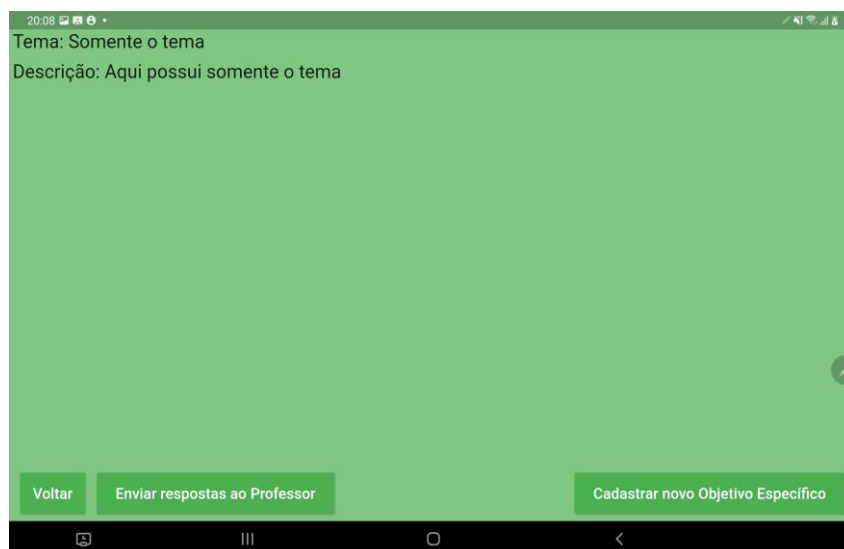 20:08
Tema: Somente o tema
Descrição: Aqui possui somente o tema
Voltar
Enviar respostas ao Professor
Cadastrar novo Objetivo Específico